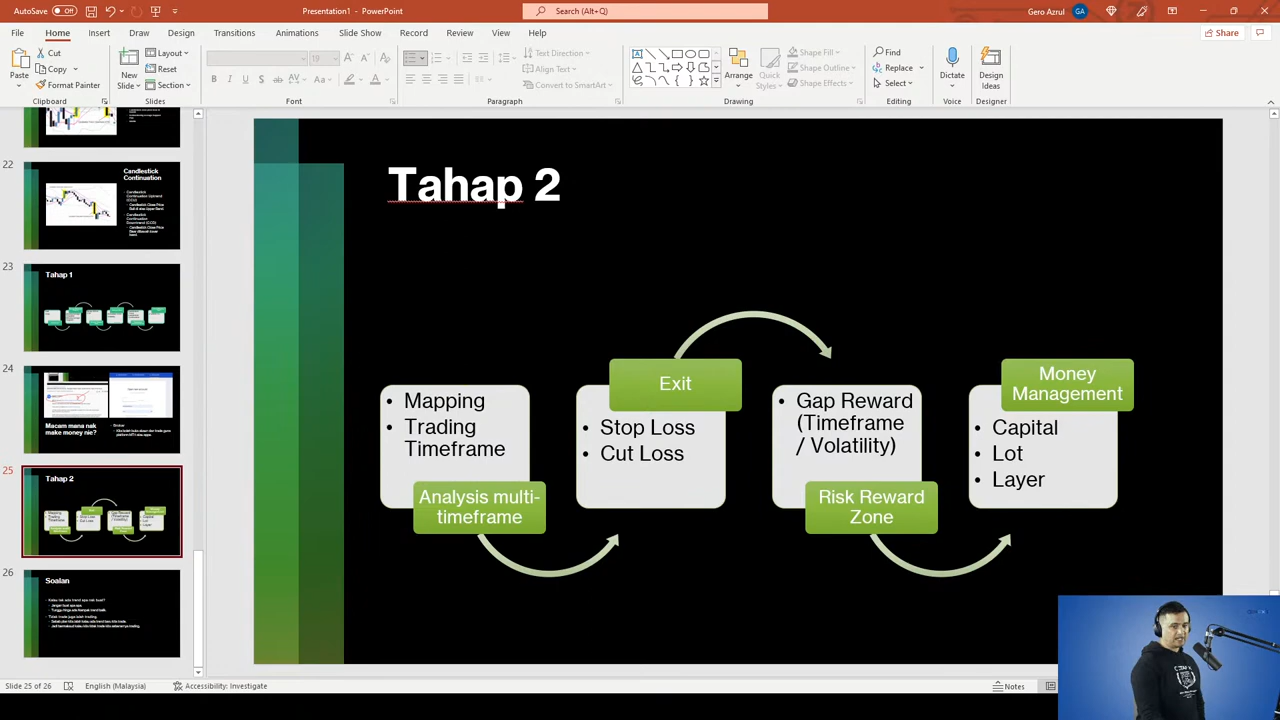 AutoSave Off
Presentation1 - PowerPoint
Search (Alt+Q)
Gero Azrul
GA
File Home Insert Draw Design Transitions Animations Slide Show Record Review View Help
Share
Paste
Cut
Copy
Format Painter
Clipboard
New
Slide
Layout
Reset
Section
Slides
19
Font
Text Direction
Align Text
Convert to SmartArt
Paragraph
Arrange
Quick
Styles
Shape Fill
Shape Outline
Shape Effects
Drawing
Find
Replace
Select
Editing
Dictate
Voice
Design
Ideas
Designer
22
Candlestick
Continuation
23
Tahap 1
24
Macam mana nak
make money nie?
25
Tahap 2
26
Soalan
Tahap 2
Mapping
Trading
Timeframe
Analysis multi-
timeframe
Exit
Stop Loss
Cut Loss
Gap Reward
(Timeframe
/ Volatility)
Risk Reward
Zone
Money
Management
Capital
Lot
Layer
Slide 25 of 26
English (Malaysia)
Accessibility: Investigate
Notes